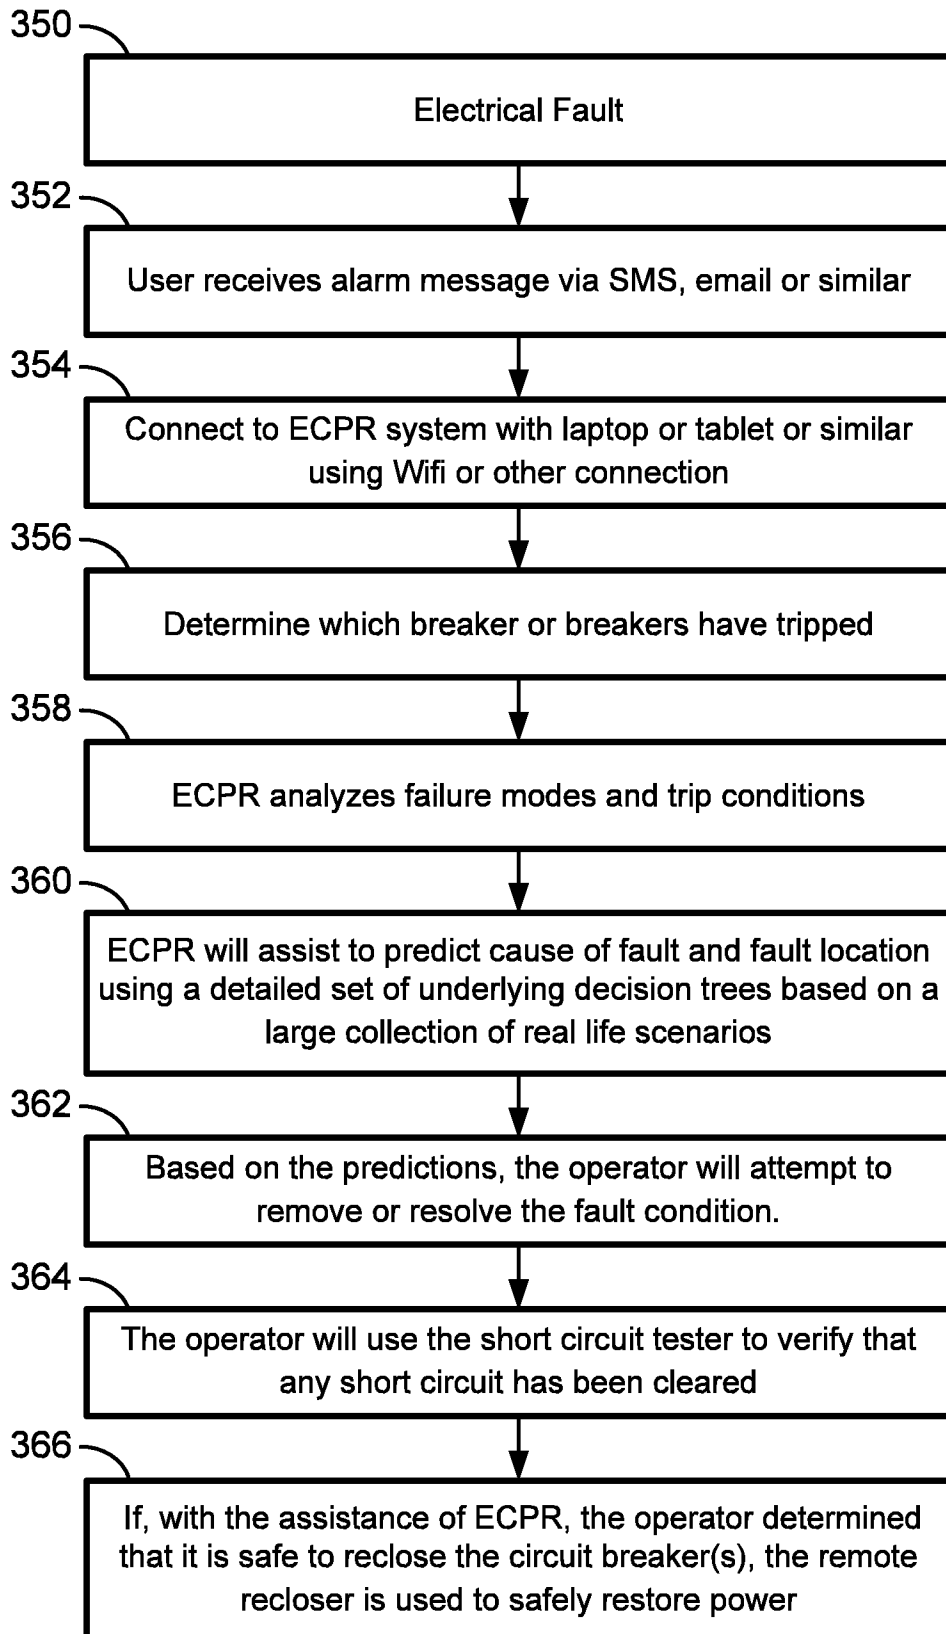 350
Electrical Fault
352
User receives alarm message via SMS, email or similar
354
Connect to ECPR system with laptop or tablet or similar
using Wifi or other connection
356
Determine which breaker or breakers have tripped
358
ECPR analyzes failure modes and trip conditions
360
ECPR will assist to predict cause of fault and fault location
using a detailed set of underlying decision trees based on a
large collection of real life scenarios
362
Based on the predictions, the operator will attempt to
remove or resolve the fault condition.
364
The operator will use the short circuit tester to verify that
any short circuit has been cleared
366
If, with the assistance of ECPR, the operator determined
that it is safe to reclose the circuit breaker(s), the remote
recloser is used to safely restore power